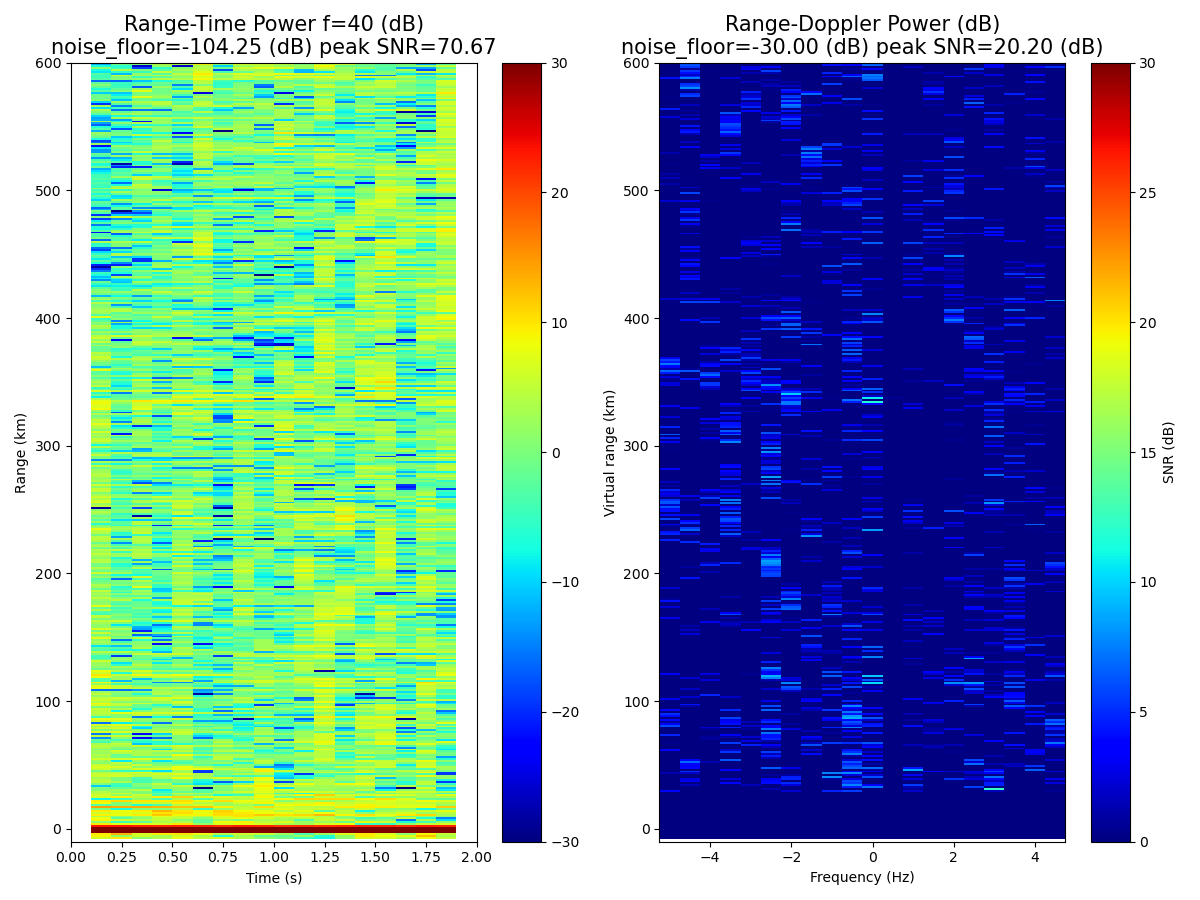 Range-Time Power f=40 (dB)
noise_floor=-104.25 (dB) peak SNR=70.67
Range (km)
600
500
400
300
200
100
0
0.00 0.25 0.50 0.75 1.00 1.25 1.50 1.75 2.00
Time (s)
30
20
10
0
−10
−20
−30
Range-Doppler Power (dB)
noise_floor=-30.00 (dB) peak SNR=20.20 (dB)
Virtual range (km)
600
500
400
300
200
100
0
−4 −2 0 2 4
Frequency (Hz)
30
25
20
15
10
5
0
SNR (dB)